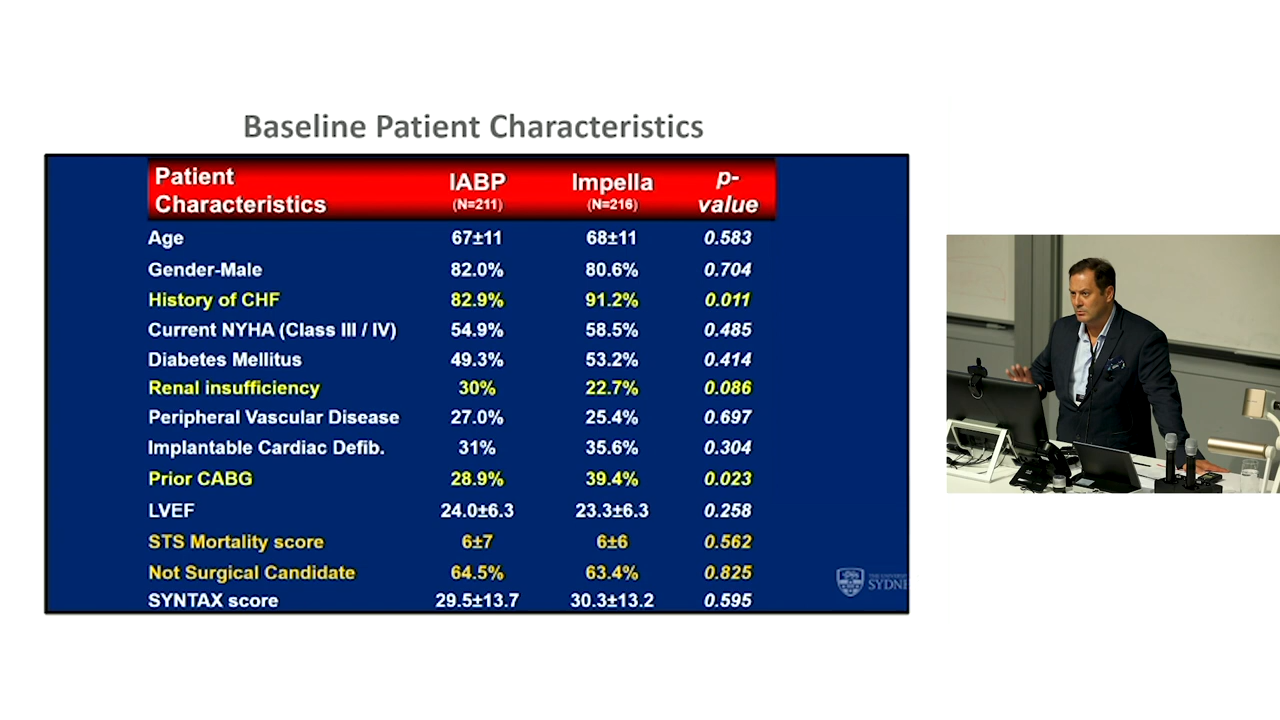 Baseline Patient Characteristics
Patient Characteristics IABP (N=211) Impella (N=216) p-value
Age 67±11 68±11 0.583
Gender-Male 82.0% 80.6% 0.704
History of CHF 82.9% 91.2% 0.011
Current NYHA (Class III / IV) 54.9% 58.5% 0.485
Diabetes Mellitus 49.3% 53.2% 0.414
Renal insufficiency 30% 22.7% 0.086
Peripheral Vascular Disease 27.0% 25.4% 0.697
Implantable Cardiac Defib. 31% 35.6% 0.304
Prior CABG 28.9% 39.4% 0.023
LVEF 24.0±6.3 23.3±6.3 0.258
STS Mortality score 6±7 6±6 0.562
Not Surgical Candidate 64.5% 63.4% 0.825
SYNTAX score 29.5±13.7 30.3±13.2 0.595